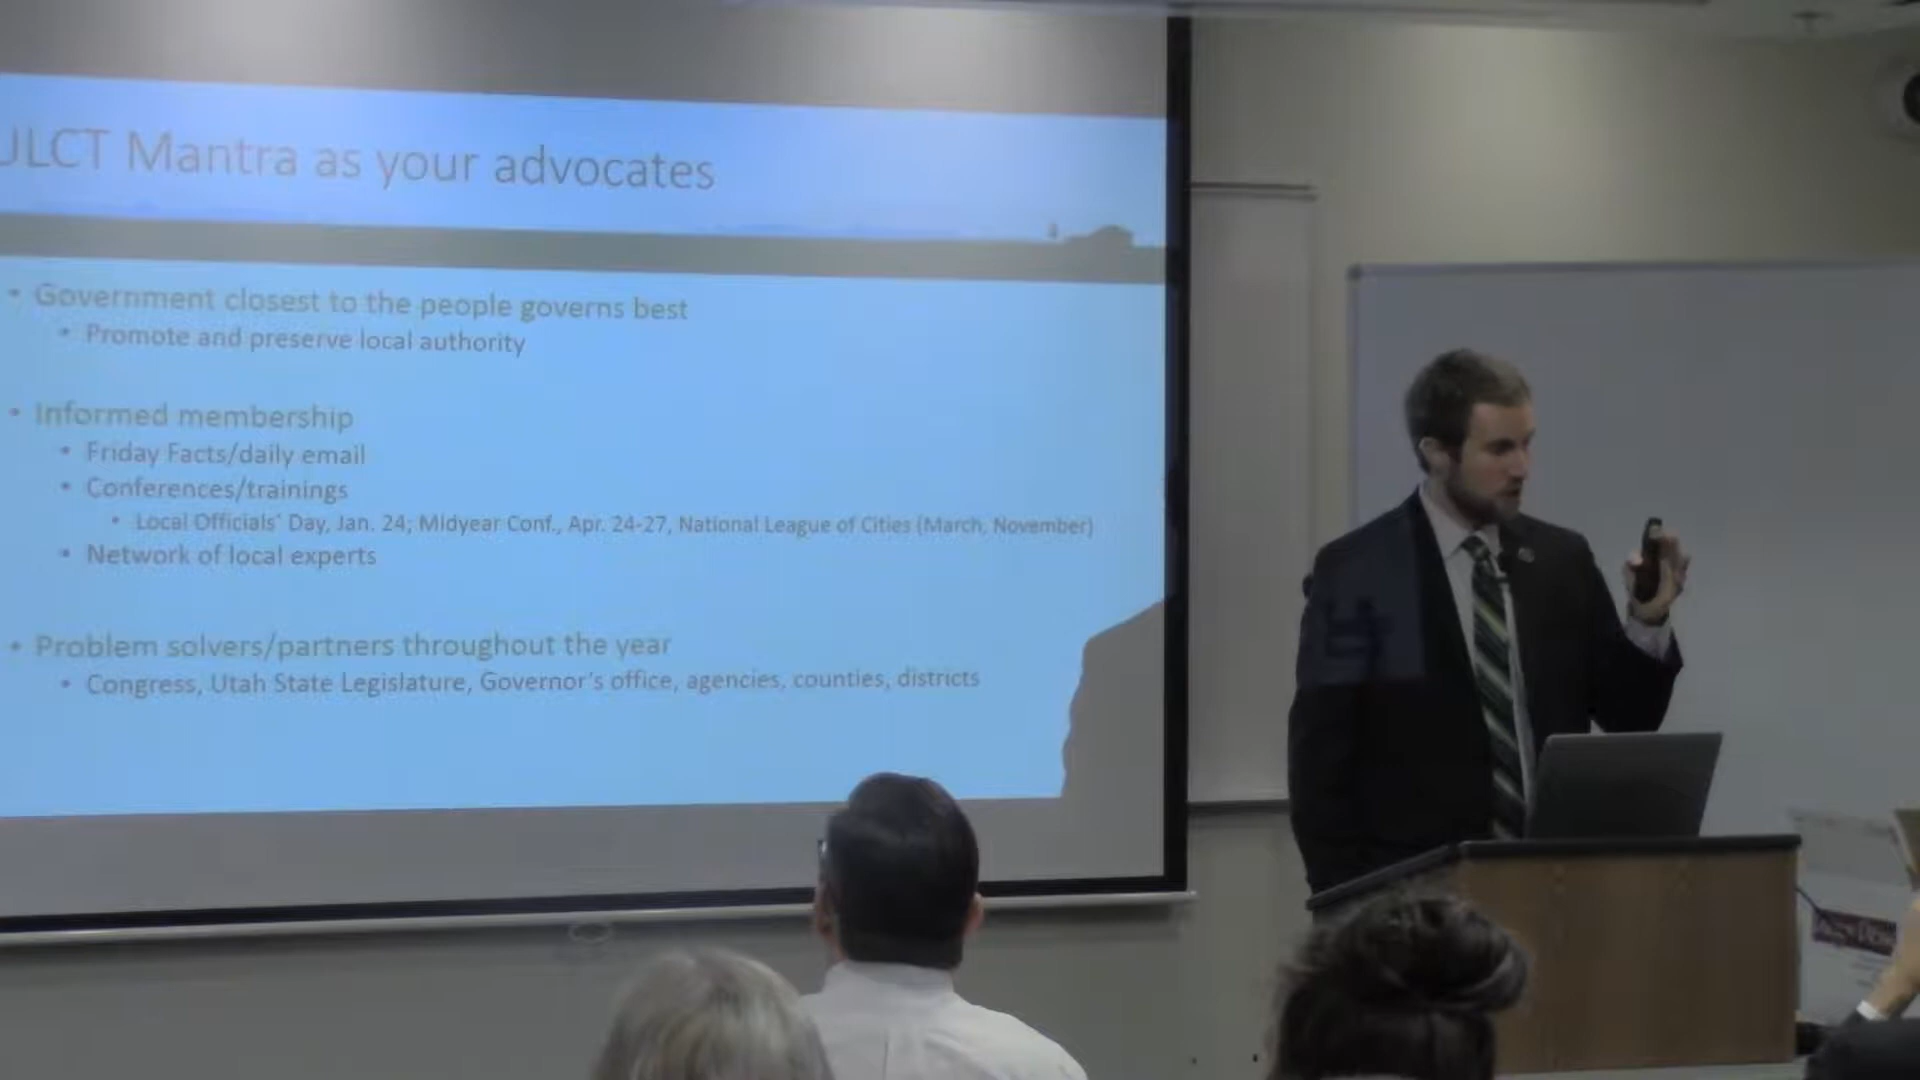 ULCT Mantra as your advocates
• Government closest to the people governs best
• Promote and preserve local authority
• Informed membership
• Friday Facts/daily email
• Conferences/trainings
• Local Officials' Day, Jan. 24; Midyear Conf., Apr. 24-27, National League of Cities (March, November)
• Network of local experts
• Problem solvers/partners throughout the year
• Congress, Utah State Legislature, Governor's office, agencies, counties, districts